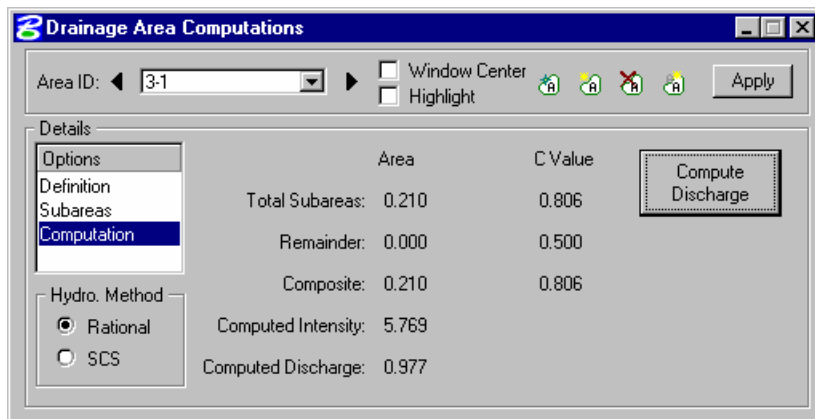 Drainage Area Computations
Area ID: 3-1 Window Center Apply
Highlight
Details
Options Area C Value Compute Discharge
Definition
Subareas Total Subareas: 0.210 0.806
Computation
Remainder: 0.000 0.500
Composite: 0.210 0.806
Hydro. Method
Rational Computed Intensity: 5.769
SCS Computed Discharge: 0.977